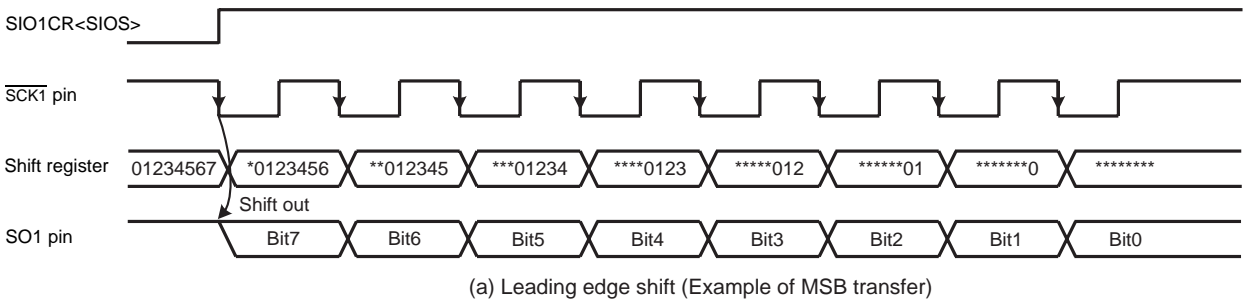 SIO1CR<SIOS>
SCK1 pin
Shift register 01234567 *0123456 **012345 ***01234 ****0123 *****012 ******01 *******0 ********
Shift out
SO1 pin Bit7 Bit6 Bit5 Bit4 Bit3 Bit2 Bit1 Bit0
(a) Leading edge shift (Example of MSB transfer)